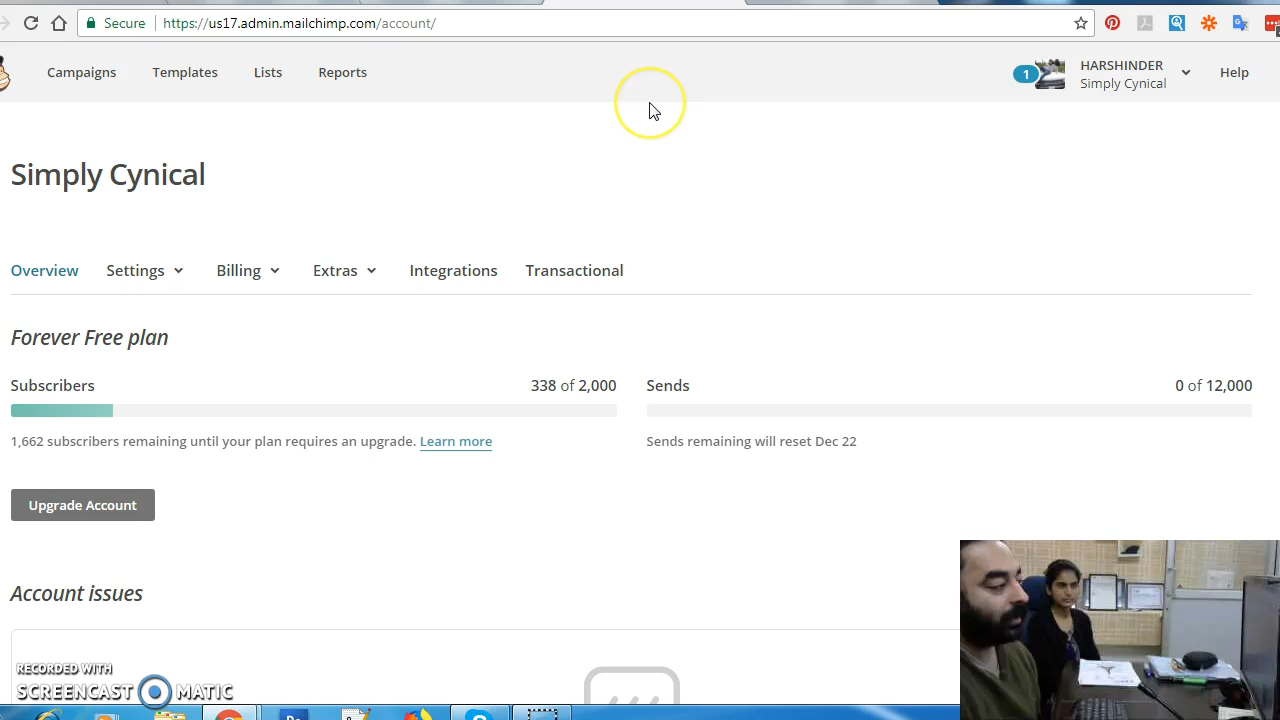 Secure https://us17.admin.mailchimp.com/account/
Campaigns Templates Lists Reports 1 HARSHINDER Simply Cynical Help
Simply Cynical
Overview Settings Billing Extras Integrations Transactional
Forever Free plan
Subscribers 338 of 2,000 Sends 0 of 12,000
1,662 subscribers remaining until your plan requires an upgrade. Learn more Sends remaining will reset Dec 22
Upgrade Account
Account issues
RECORDED WITH
SCREENCAST MATIC